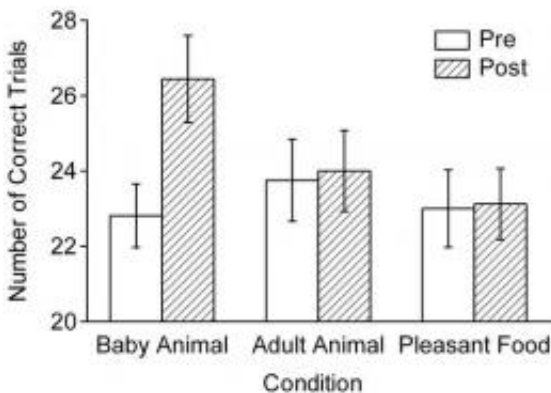 28
26
24
22
20
Number of Correct Trials
Pre
Post
Baby Animal Adult Animal Pleasant Food
Condition